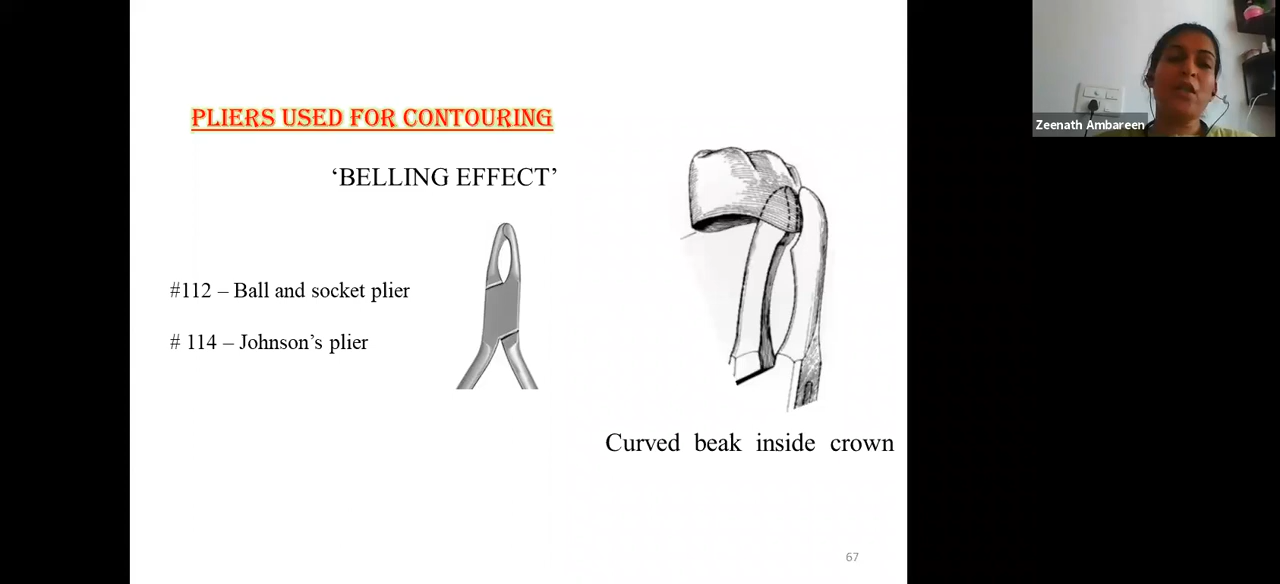 PLIERS USED FOR CONTOURING
‘BELLING EFFECT’
#112 – Ball and socket plier
# 114 – Johnson’s plier
Curved beak inside crown
67
Zeenath Ambareen